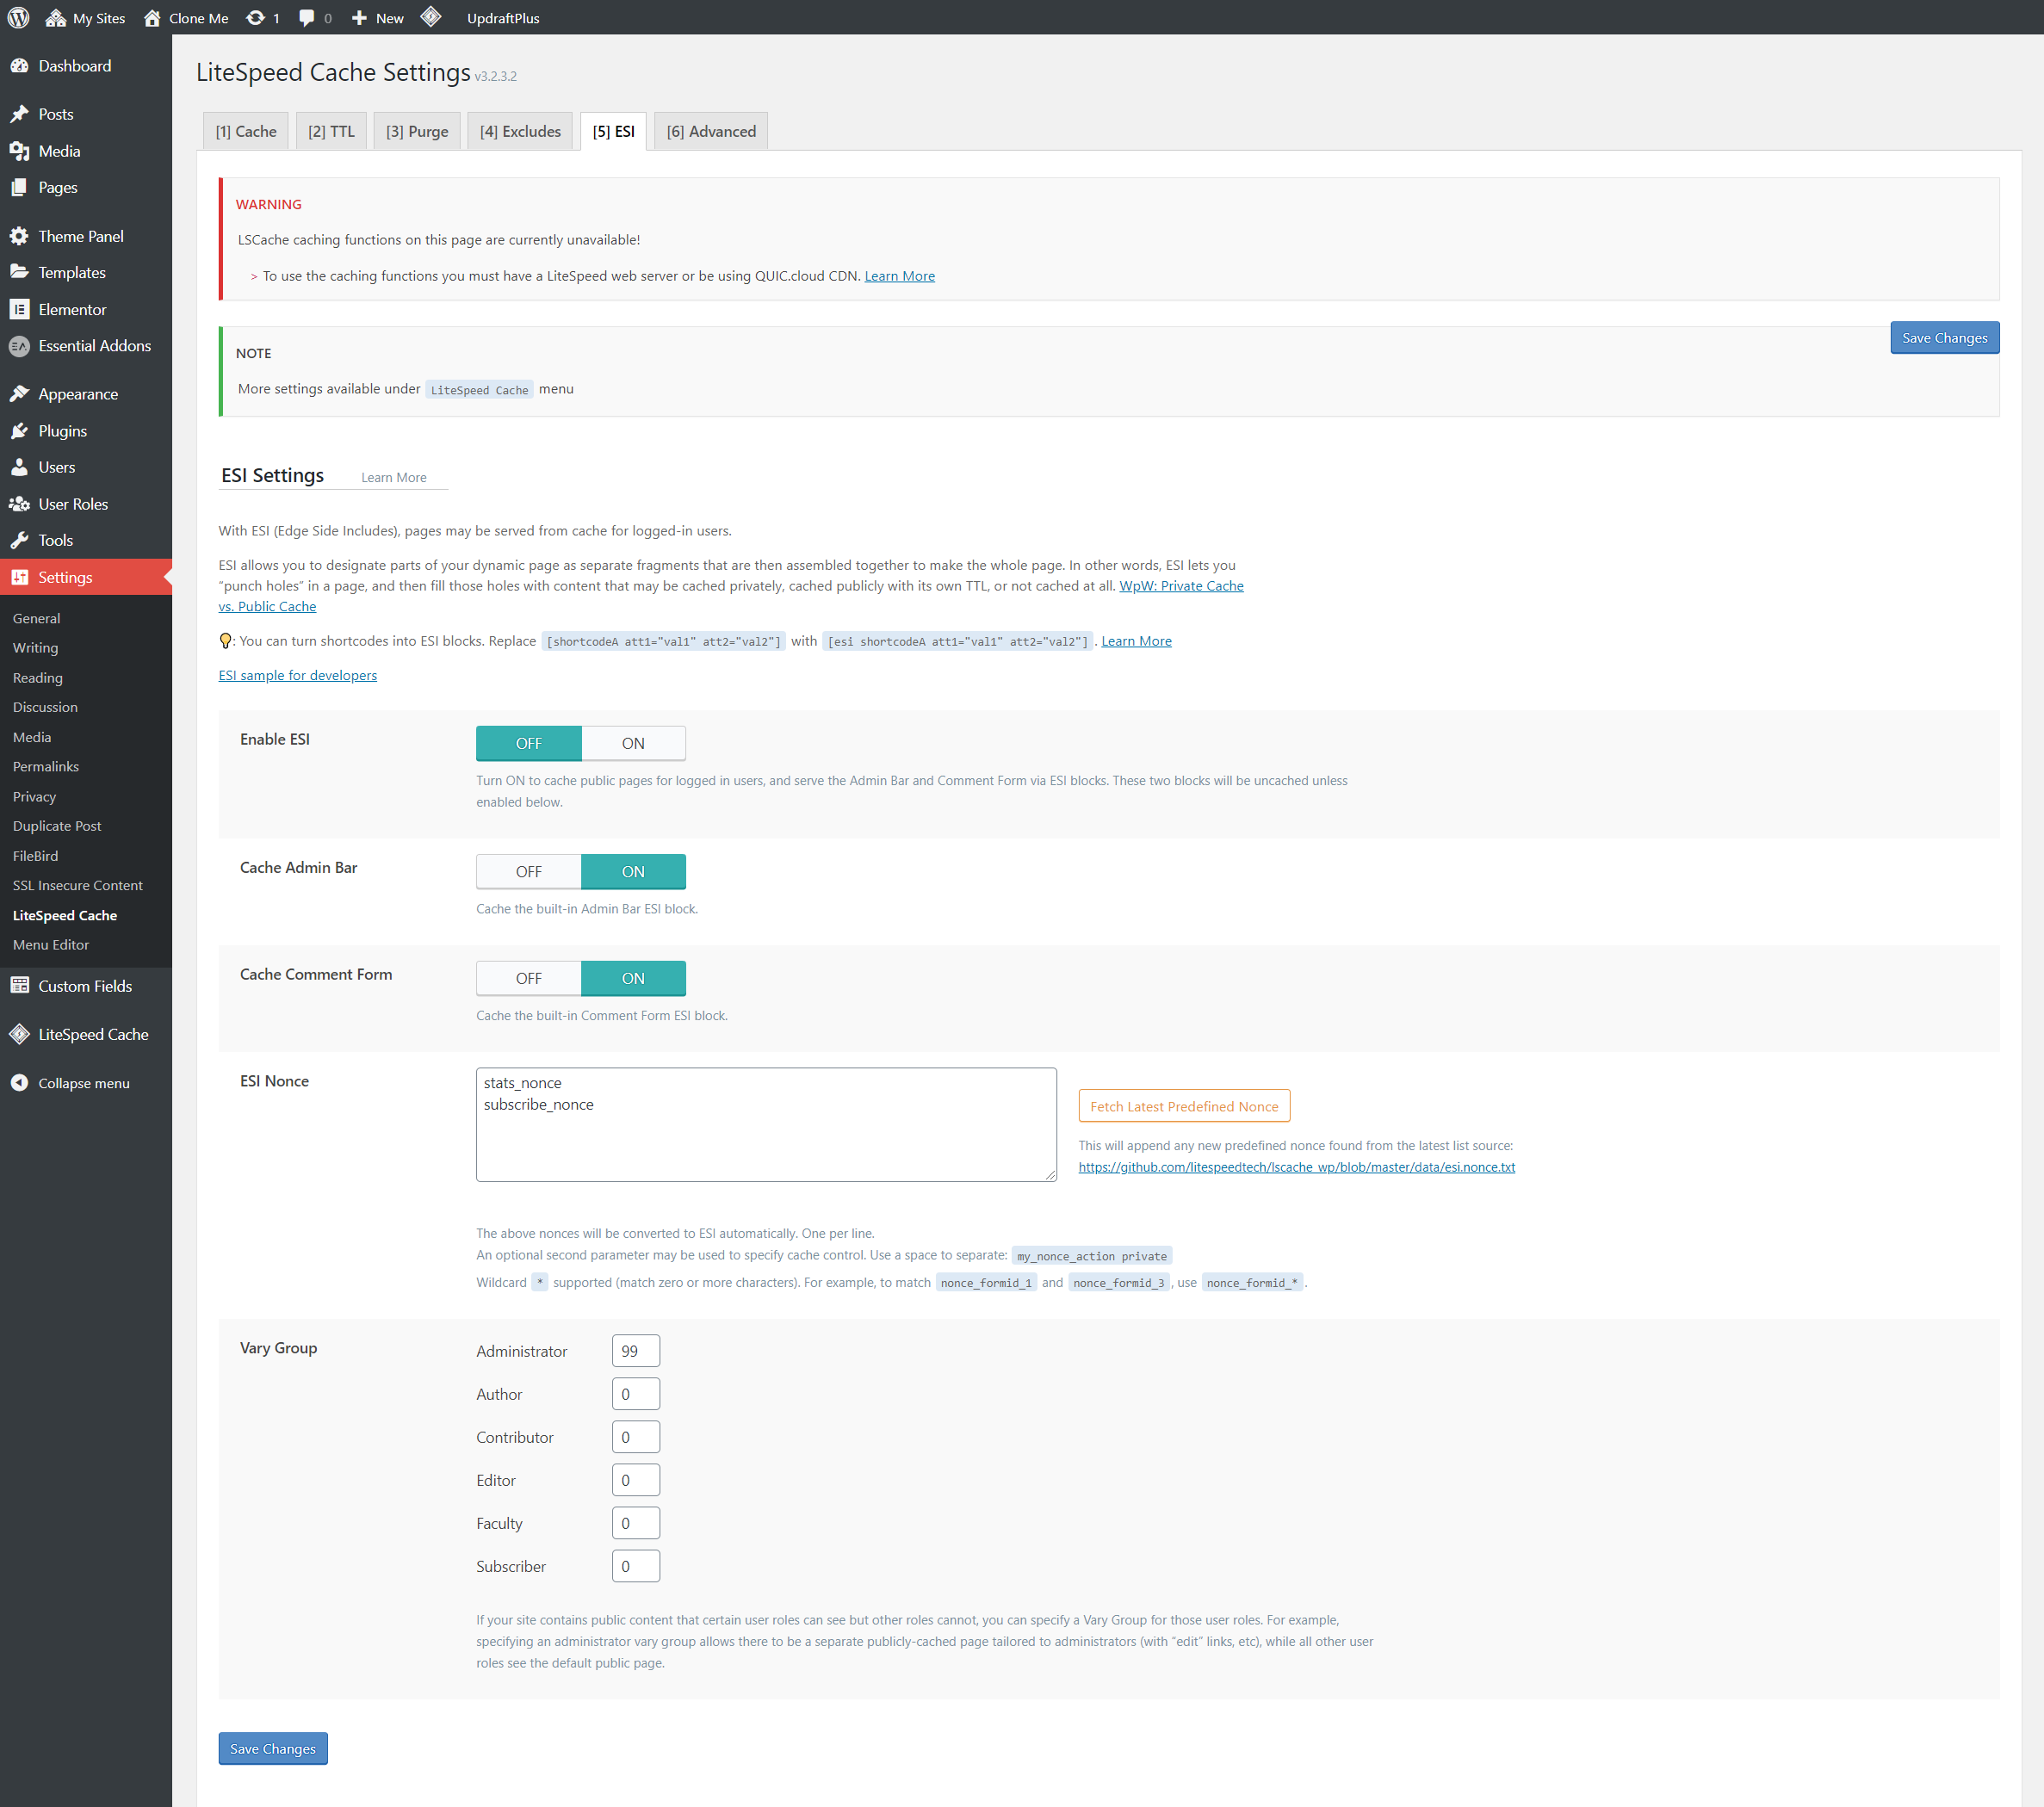 My Sites Clone Me 1 0 New UpdraftPlus
Dashboard
Posts
Media
Pages
Theme Panel
Templates
Elementor
Essential Addons
Appearance
Plugins
Users
User Roles
Tools
Settings
General
Writing
Reading
Discussion
Media
Permalinks
Privacy
Duplicate Post
FileBird
SSL Insecure Content
LiteSpeed Cache
Menu Editor
Custom Fields
LiteSpeed Cache
Collapse menu
LiteSpeed Cache Settings v3.2.3.2
[1] Cache [2] TTL [3] Purge [4] Excludes [5] ESI [6] Advanced
WARNING
LSCache caching functions on this page are currently unavailable!
> To use the caching functions you must have a LiteSpeed web server or be using QUIC.cloud CDN. Learn More
Save Changes
NOTE
More settings available under LiteSpeed Cache menu
ESI Settings Learn More
With ESI (Edge Side Includes), pages may be served from cache for logged-in users.
ESI allows you to designate parts of your dynamic page as separate fragments that are then assembled together to make the whole page. In other words, ESI lets you
“punch holes” in a page, and then fill those holes with content that may be cached privately, cached publicly with its own TTL, or not cached at all. WpW: Private Cache
vs. Public Cache
: You can turn shortcodes into ESI blocks. Replace [shortcodeA att1="val1" att2="val2"] with [esi shortcodeA att1="val1" att2="val2"] . Learn More
ESI sample for developers
Enable ESI OFF ON
Turn ON to cache public pages for logged in users, and serve the Admin Bar and Comment Form via ESI blocks. These two blocks will be uncached unless
enabled below.
Cache Admin Bar OFF ON
Cache the built-in Admin Bar ESI block.
Cache Comment Form OFF ON
Cache the built-in Comment Form ESI block.
ESI Nonce
stats_nonce
subscribe_nonce
Fetch Latest Predefined Nonce
This will append any new predefined nonce found from the latest list source:
https://github.com/litespeedtech/lscache_wp/blob/master/data/esi.nonce.txt
The above nonces will be converted to ESI automatically. One per line.
An optional second parameter may be used to specify cache control. Use a space to separate: my_nonce_action private
Wildcard * supported (match zero or more characters). For example, to match nonce_formid_1 and nonce_formid_3 , use nonce_formid_* .
Vary Group
Administrator 99
Author 0
Contributor 0
Editor 0
Faculty 0
Subscriber 0
If your site contains public content that certain user roles can see but other roles cannot, you can specify a Vary Group for those user roles. For example,
specifying an administrator vary group allows there to be a separate publicly-cached page tailored to administrators (with “edit” links, etc), while all other user
roles see the default public page.
Save Changes